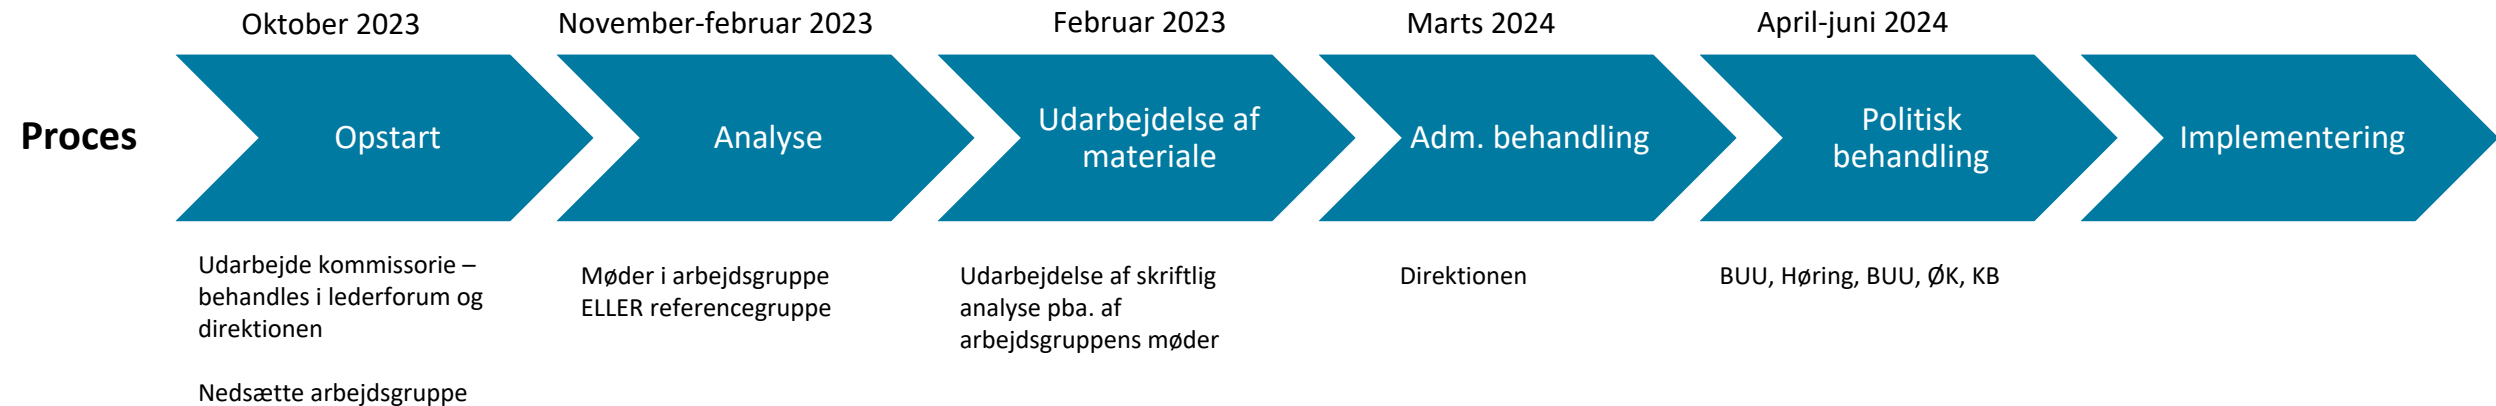 Oktober 2023
November-februar 2023
Februar 2023
Marts 2024
April-juni 2024
Proces
Opstart
Analyse
Udarbejdelse af
materiale
Adm. behandling
Politisk
behandling
Implementering
Udarbejde kommissorie –
behandles i lederforum og
direktionen
Nedsætte arbejdsgruppe
Møder i arbejdsgruppe
ELLER referencegruppe
Udarbejdelse af skriftlig
analyse pba. af
arbejdsgruppens møder
Direktionen
BUU, Høring, BUU, ØK, KB